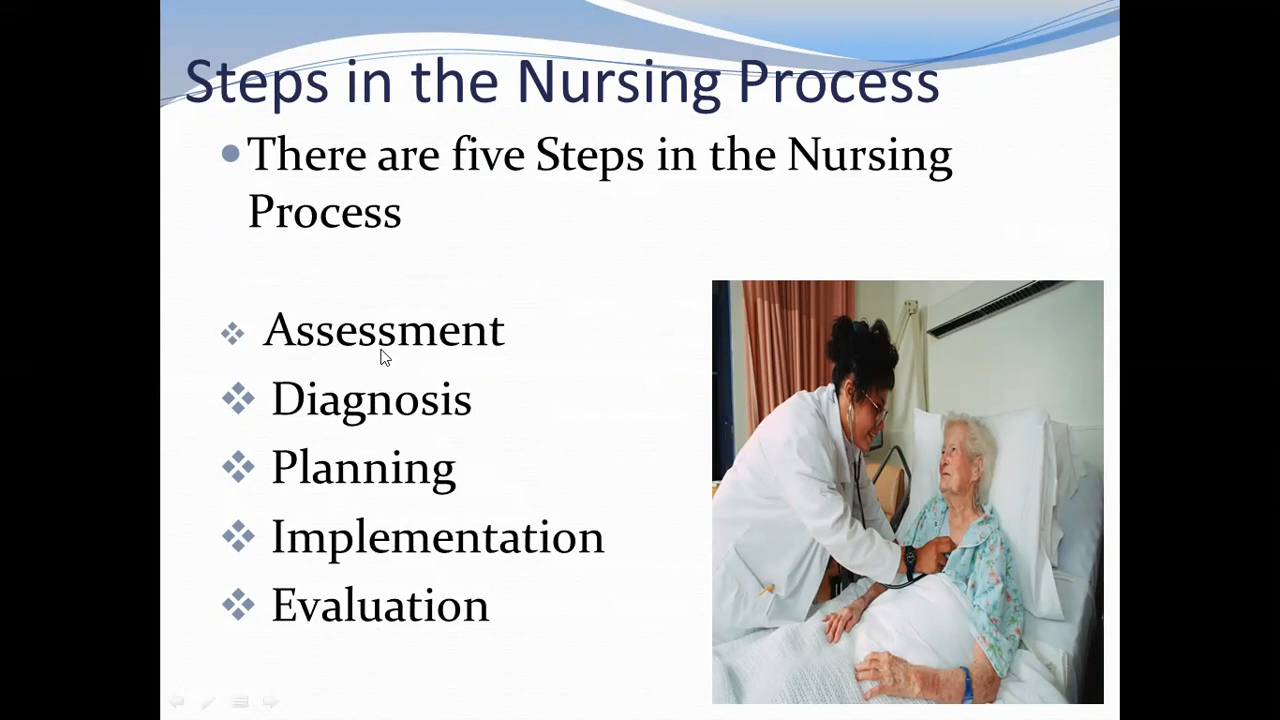 Steps in the Nursing Process
There are five Steps in the Nursing
Process
Assessment
Diagnosis
Planning
Implementation
Evaluation